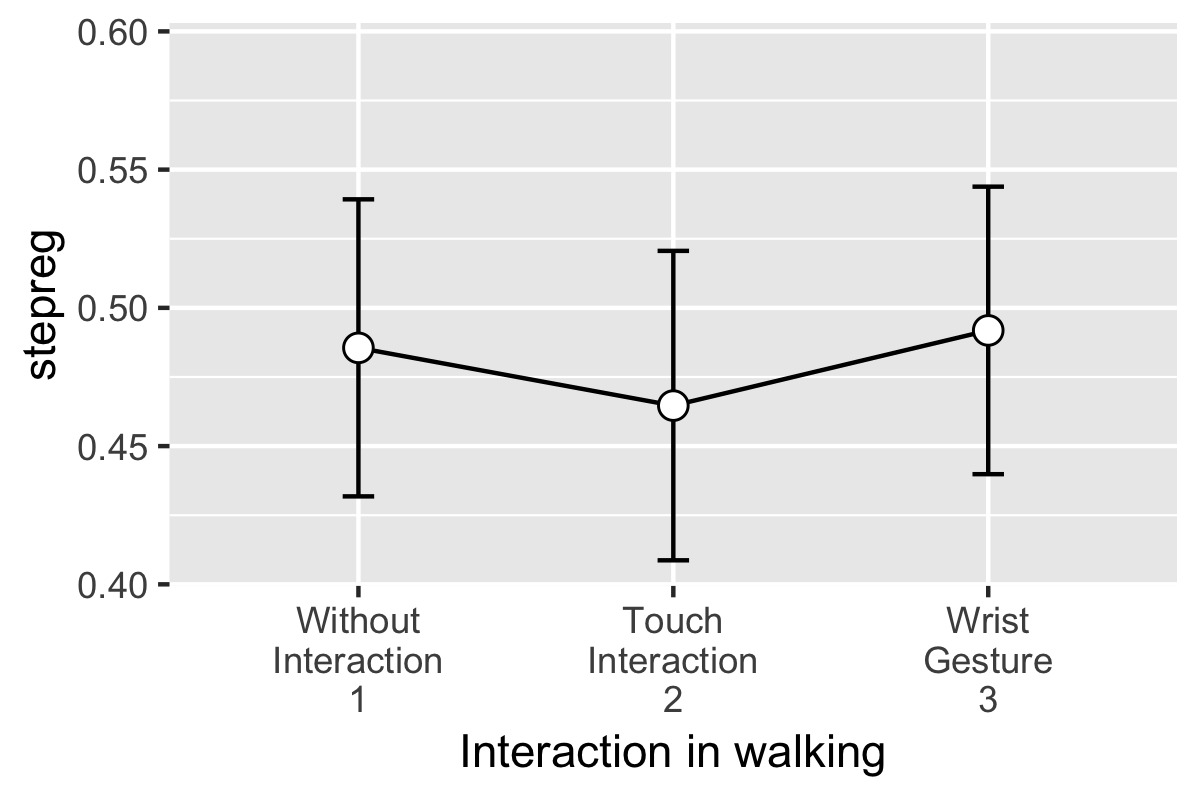 0.60
0.55
0.50
0.45
0.40
stepreg
Without
Interaction
1
Touch
Interaction
2
Wrist
Gesture
3
Interaction in walking